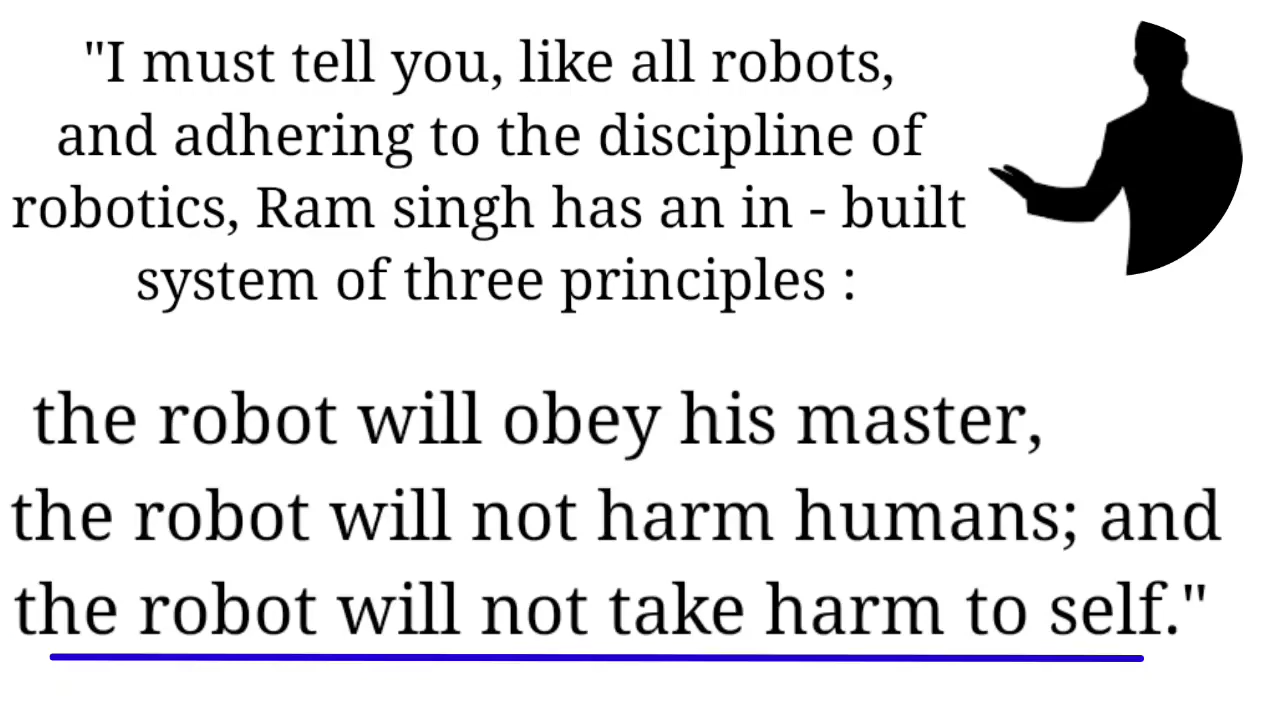 "I must tell you, like all robots,
and adhering to the discipline of
robotics, Ram singh has an in - built
system of three principles :
the robot will obey his master,
the robot will not harm humans; and
the robot will not take harm to self."